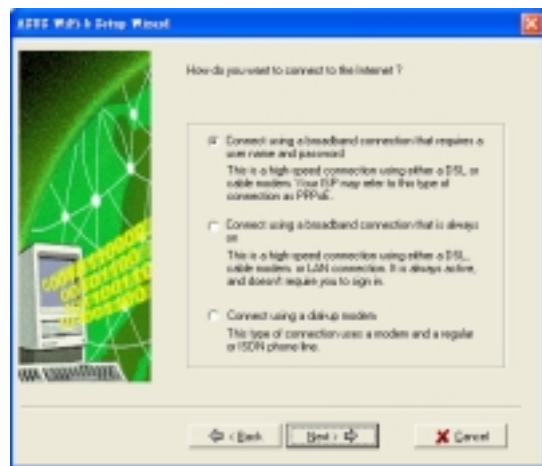 ASUS WiFi-b Setup Wizard
How do you want to connect to the Internet ?
Connect using a broadband connection that requires a
user name and password
This is a high-speed connection using either a DSL or
cable modem. Your ISP may refer to this type of
connection as PPPoE.
Connect using a broadband connection that is always
on
This is a high-speed connection using either a DSL,
cable modem or LAN connection. It is always active,
and doesn't require you to sign in.
Connect using a dial-up modem
This type of connection uses a modem and a regular
or ISDN phone line.
< Back
Next >
Cancel